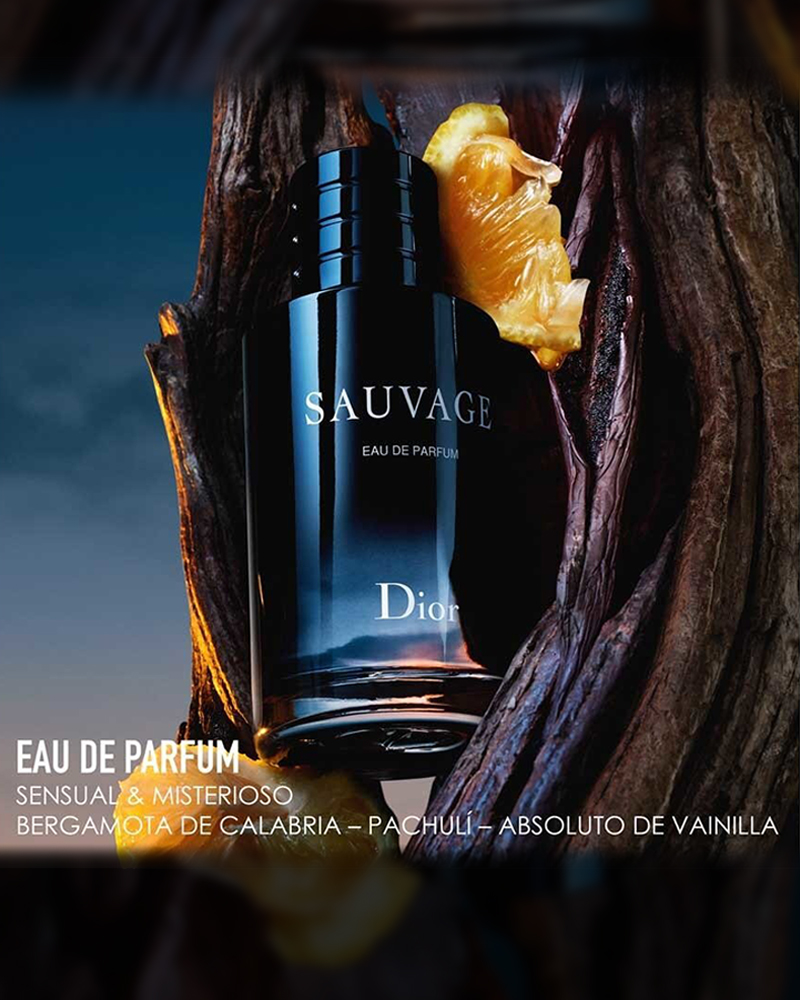 SAUVAGE
EAU DE PARFUM
Dior
EAU DE PARFUM
SENSUAL & MISTERIOSO
BERGAMOTA DE CALABRIA – PACHULÍ – ABSOLUTO DE VAINILLA